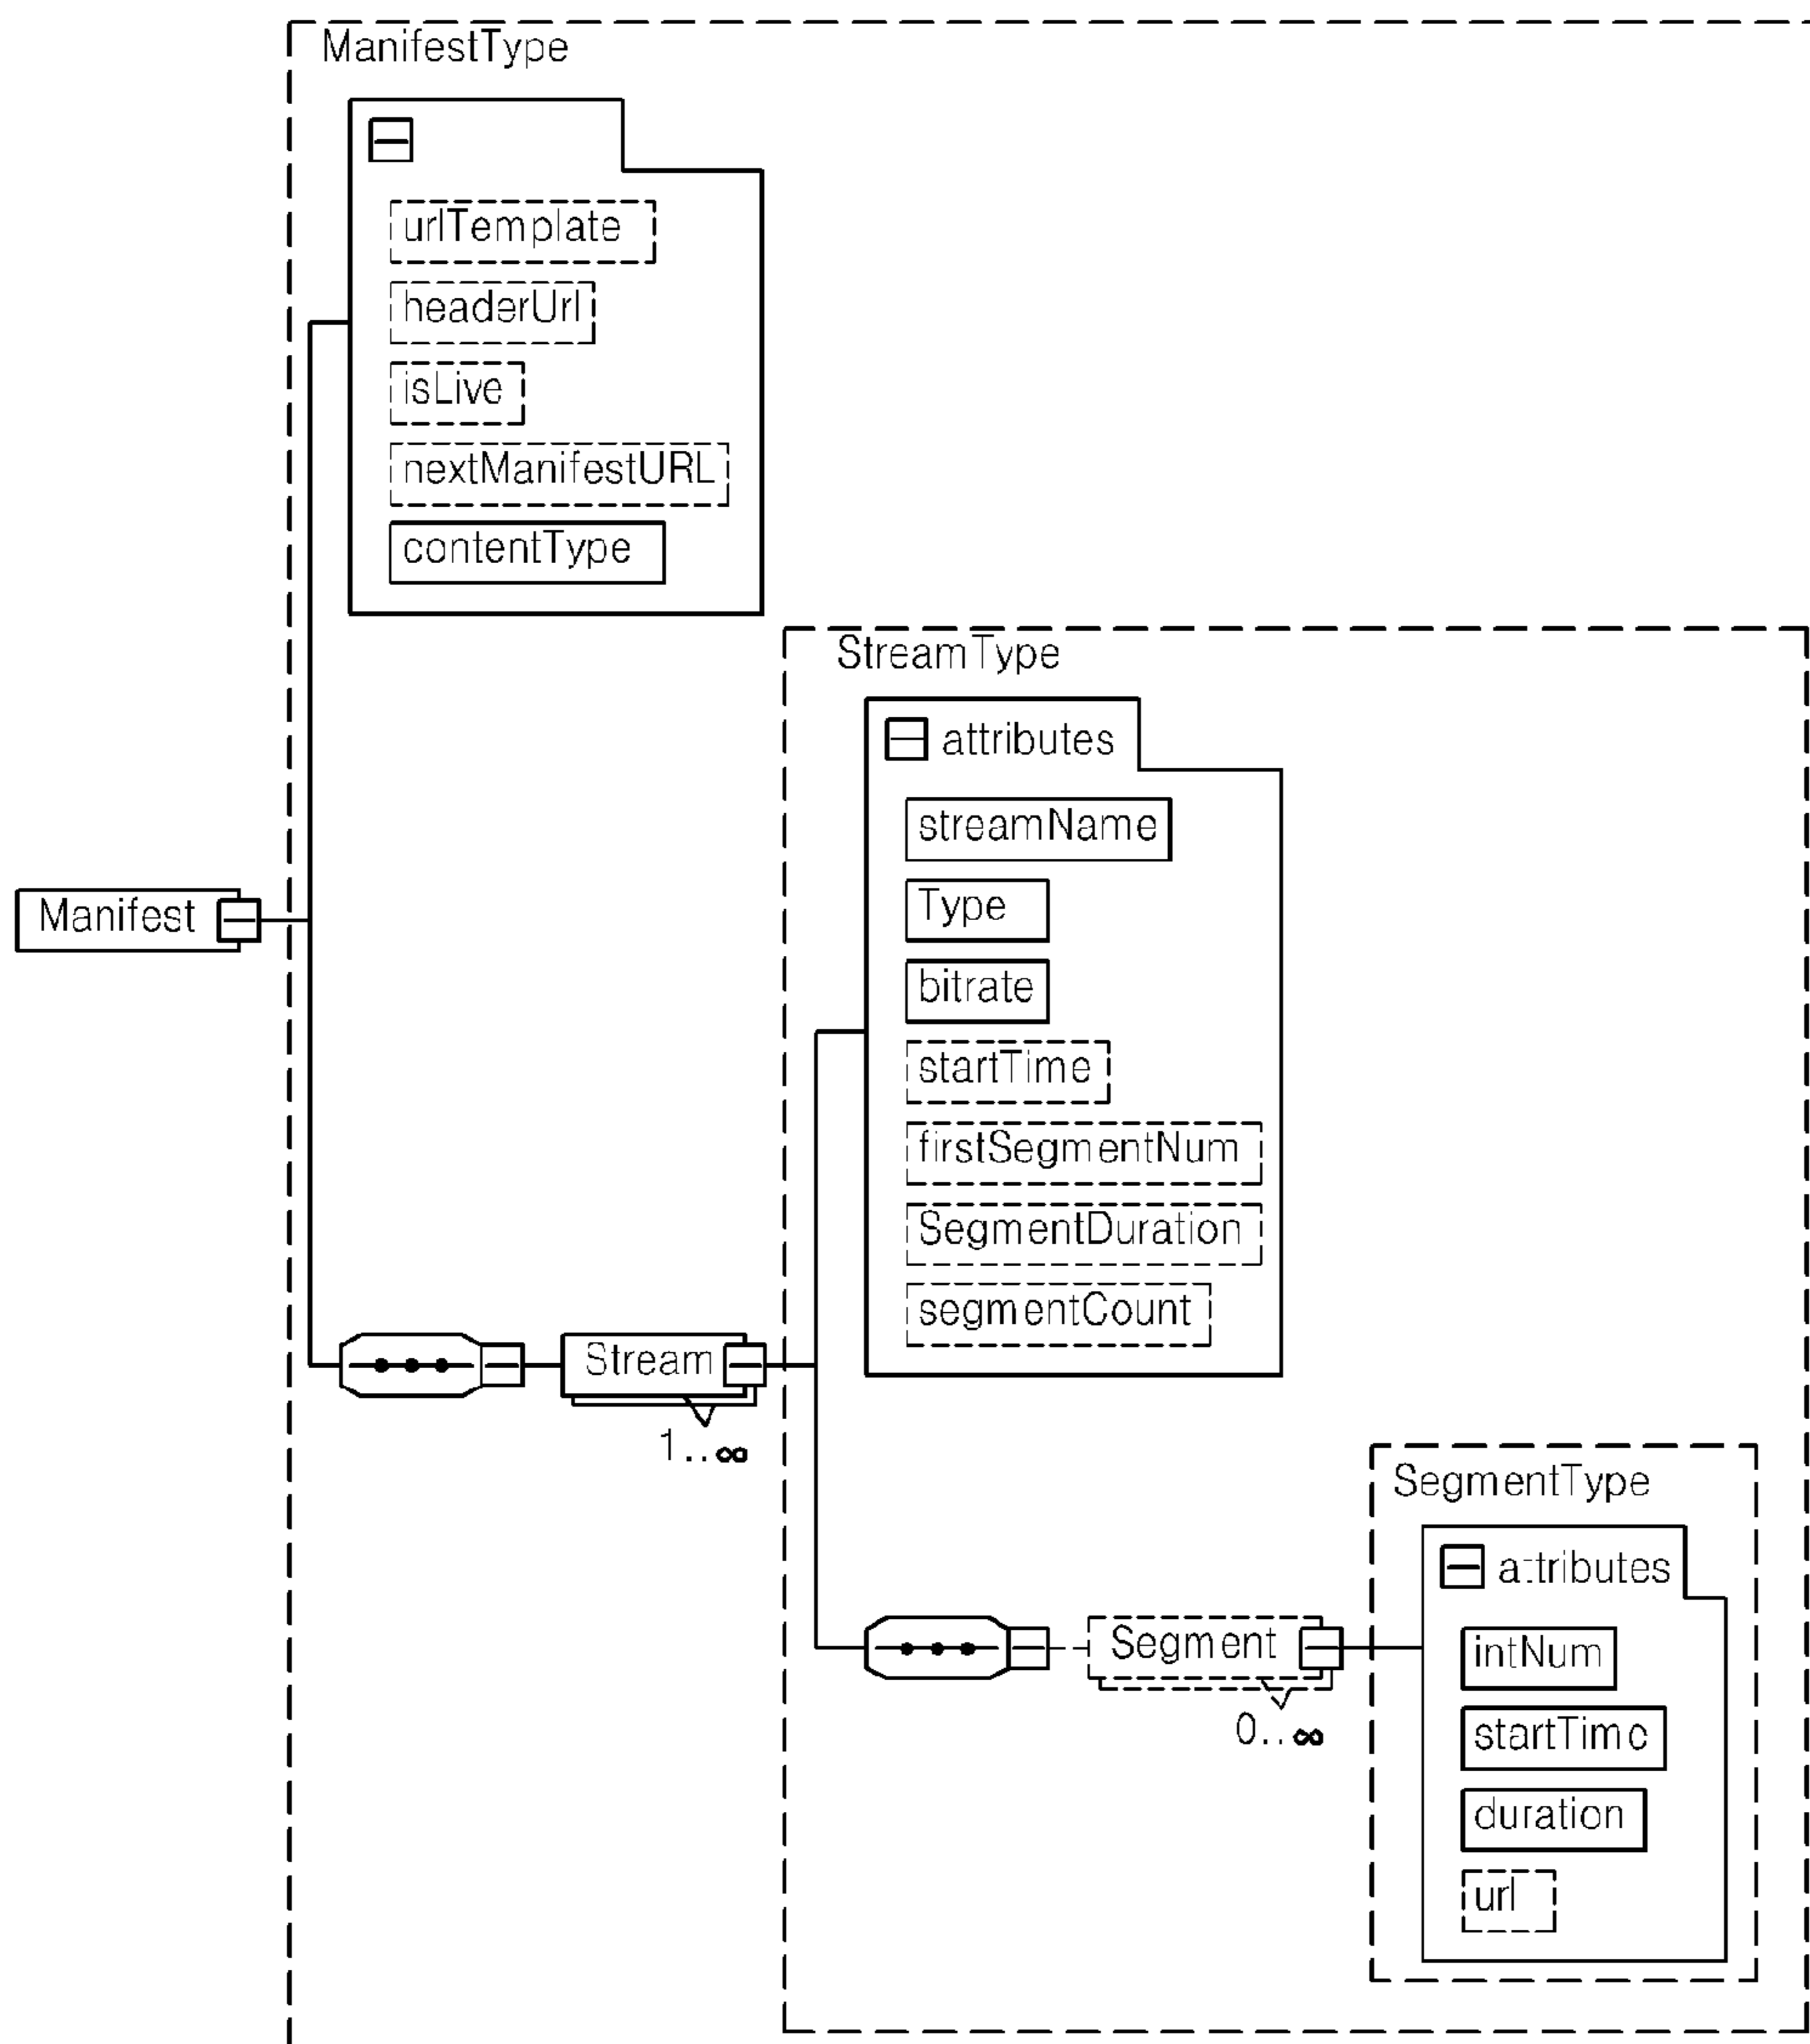 ManifestType
urlTemplate
headerUrl
isLive
nextManifestURL
contentType
StreamType
attributes
streamName
Type
bitrate
startTime
firstSegmentNum
SegmentDuration
segmentCount
Manifest
Stream
1..∞
SegmentType
attributes
intNum
startTime
duration
url
Segment
0..∞